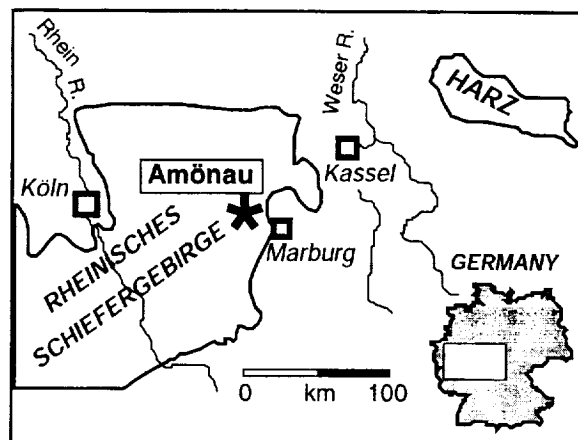 Rhein R.
Weser R.
HARZ
Amönau
Köln
Kassel
RHEINISCHES
SCHIEFERGEBIRGE
Marburg
GERMANY
0 km 100